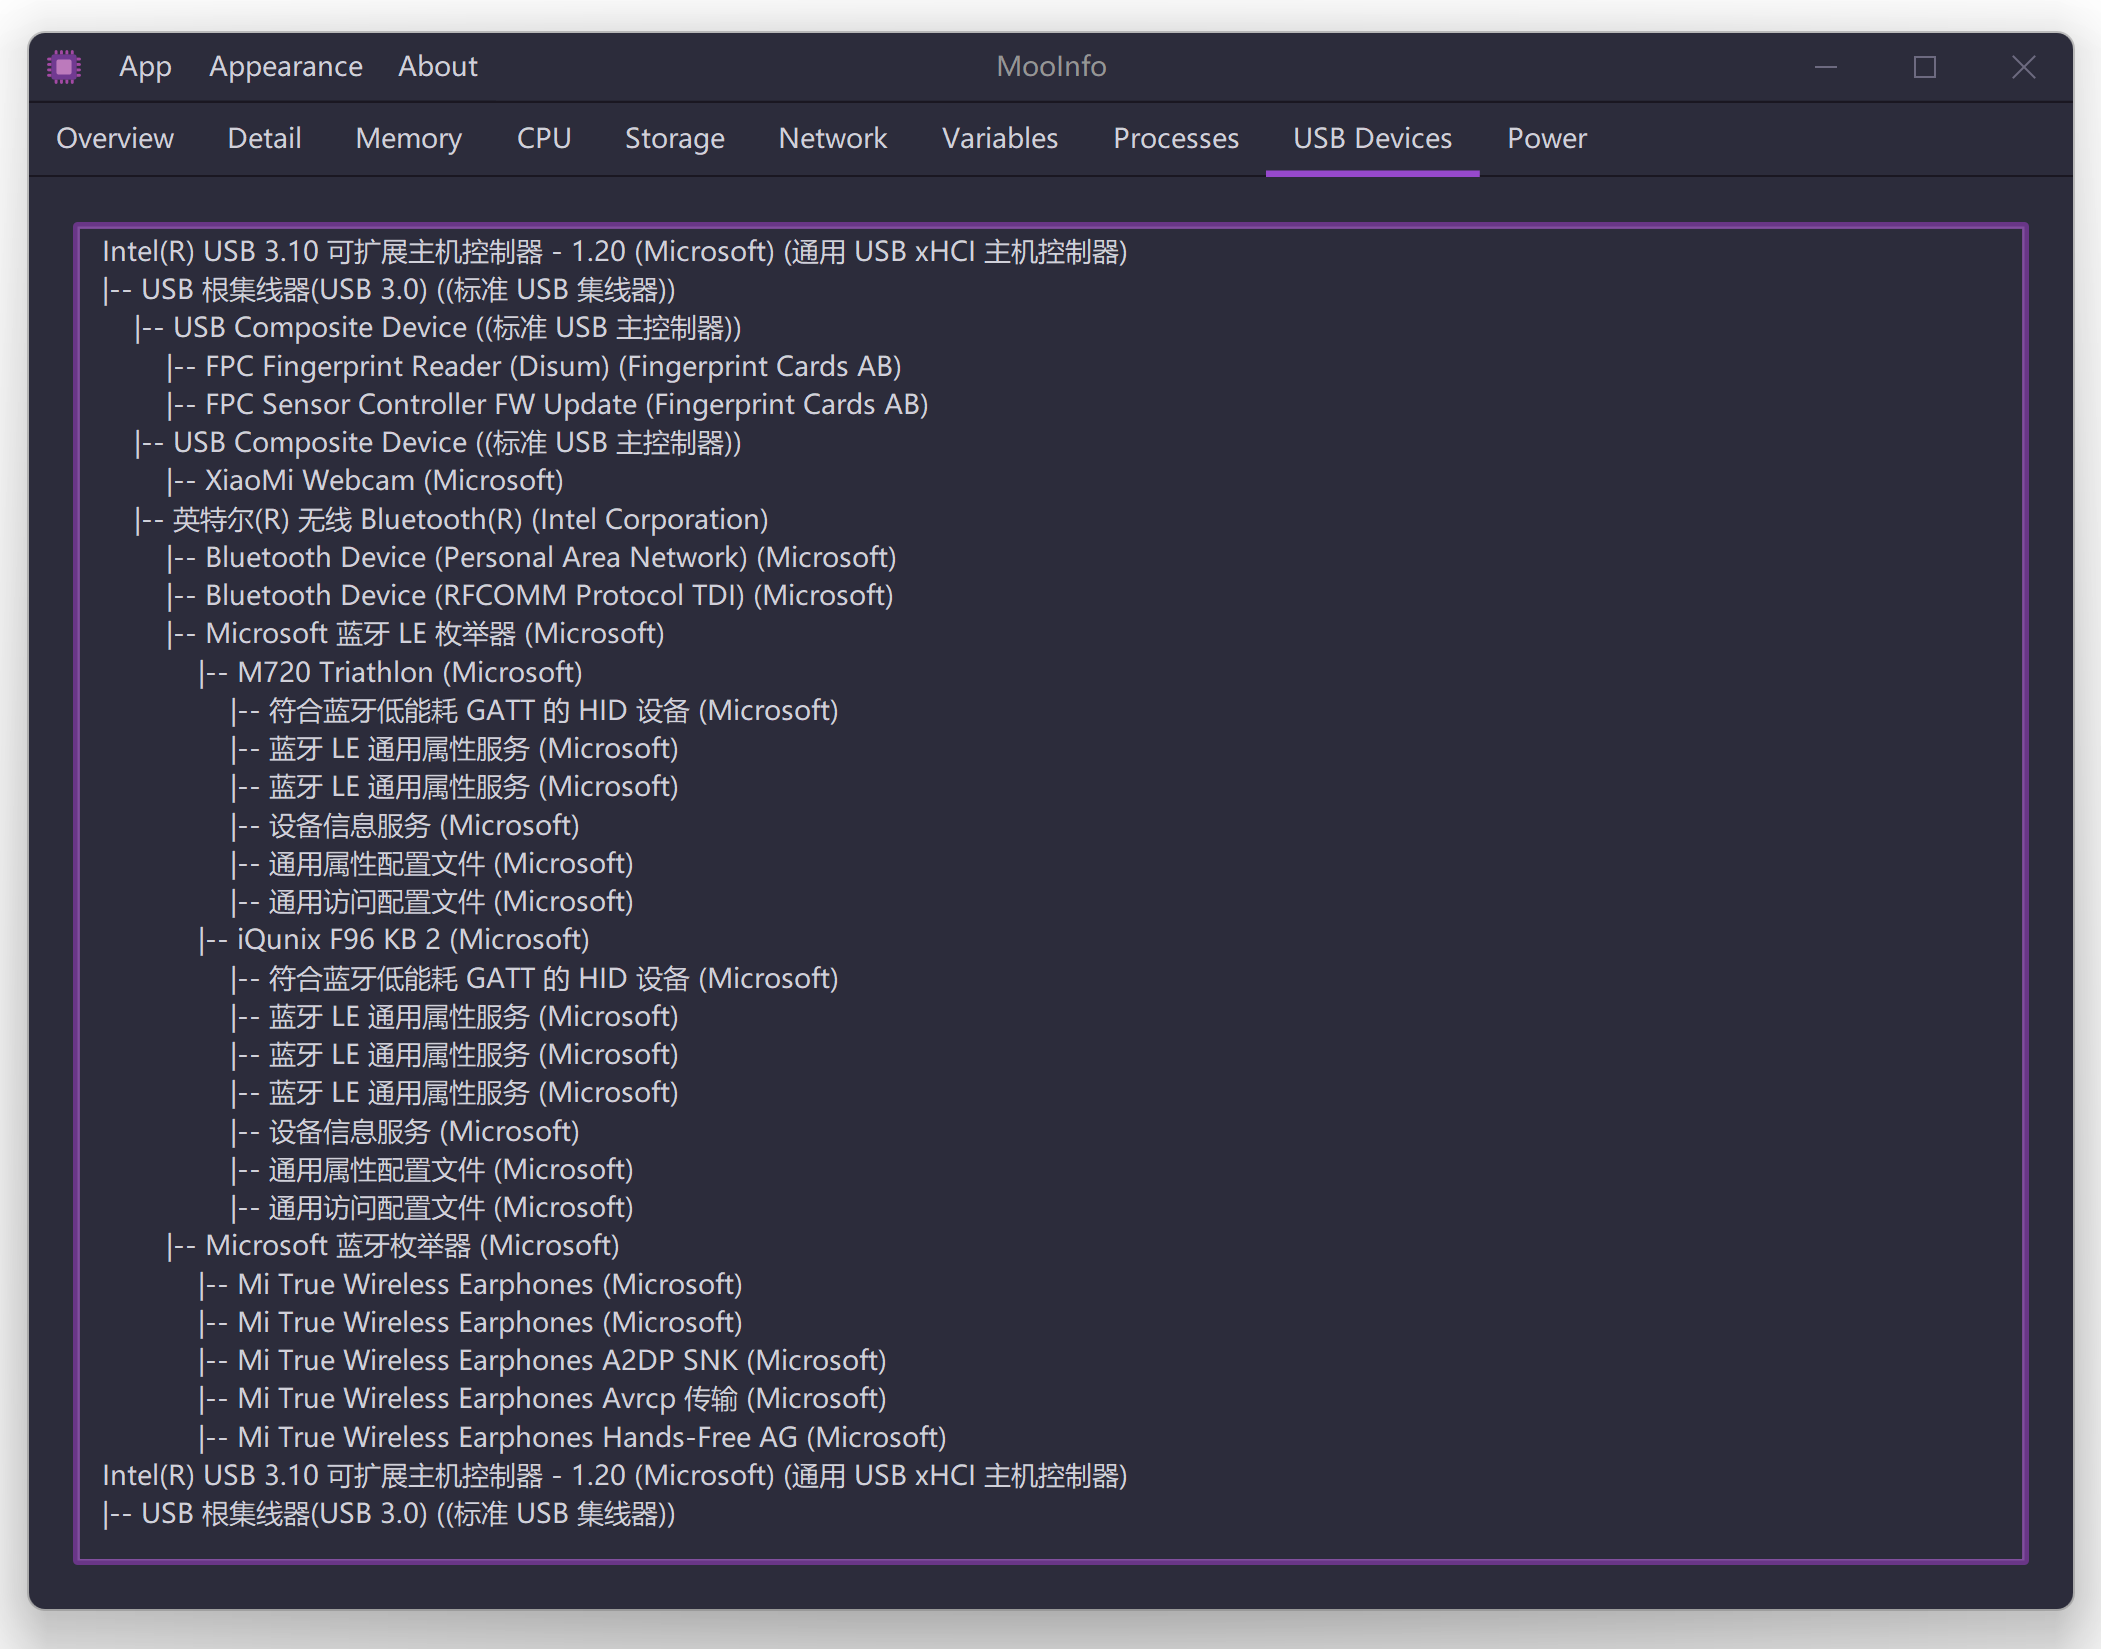 App Appearance About MooInfo
Overview Detail Memory CPU Storage Network Variables Processes USB Devices Power
Intel(R) USB 3.10 可扩展主机控制器 - 1.20 (Microsoft) (通用 USB xHCI 主机控制器)
|-- USB 根集线器(USB 3.0) ((标准 USB 集线器))
|-- USB Composite Device ((标准 USB 主控制器))
|-- FPC Fingerprint Reader (Disum) (Fingerprint Cards AB)
|-- FPC Sensor Controller FW Update (Fingerprint Cards AB)
|-- USB Composite Device ((标准 USB 主控制器))
|-- XiaoMi Webcam (Microsoft)
|-- 英特尔(R) 无线 Bluetooth(R) (Intel Corporation)
|-- Bluetooth Device (Personal Area Network) (Microsoft)
|-- Bluetooth Device (RFCOMM Protocol TDI) (Microsoft)
|-- Microsoft 蓝牙 LE 枚举器 (Microsoft)
|-- M720 Triathlon (Microsoft)
|-- 符合蓝牙低能耗 GATT 的 HID 设备 (Microsoft)
|-- 蓝牙 LE 通用属性服务 (Microsoft)
|-- 蓝牙 LE 通用属性服务 (Microsoft)
|-- 设备信息服务 (Microsoft)
|-- 通用属性配置文件 (Microsoft)
|-- 通用访问配置文件 (Microsoft)
|-- iQunix F96 KB 2 (Microsoft)
|-- 符合蓝牙低能耗 GATT 的 HID 设备 (Microsoft)
|-- 蓝牙 LE 通用属性服务 (Microsoft)
|-- 蓝牙 LE 通用属性服务 (Microsoft)
|-- 蓝牙 LE 通用属性服务 (Microsoft)
|-- 设备信息服务 (Microsoft)
|-- 通用属性配置文件 (Microsoft)
|-- 通用访问配置文件 (Microsoft)
|-- Microsoft 蓝牙枚举器 (Microsoft)
|-- Mi True Wireless Earphones (Microsoft)
|-- Mi True Wireless Earphones (Microsoft)
|-- Mi True Wireless Earphones A2DP SNK (Microsoft)
|-- Mi True Wireless Earphones Avrcp 传输 (Microsoft)
|-- Mi True Wireless Earphones Hands-Free AG (Microsoft)
Intel(R) USB 3.10 可扩展主机控制器 - 1.20 (Microsoft) (通用 USB xHCI 主机控制器)
|-- USB 根集线器(USB 3.0) ((标准 USB 集线器))